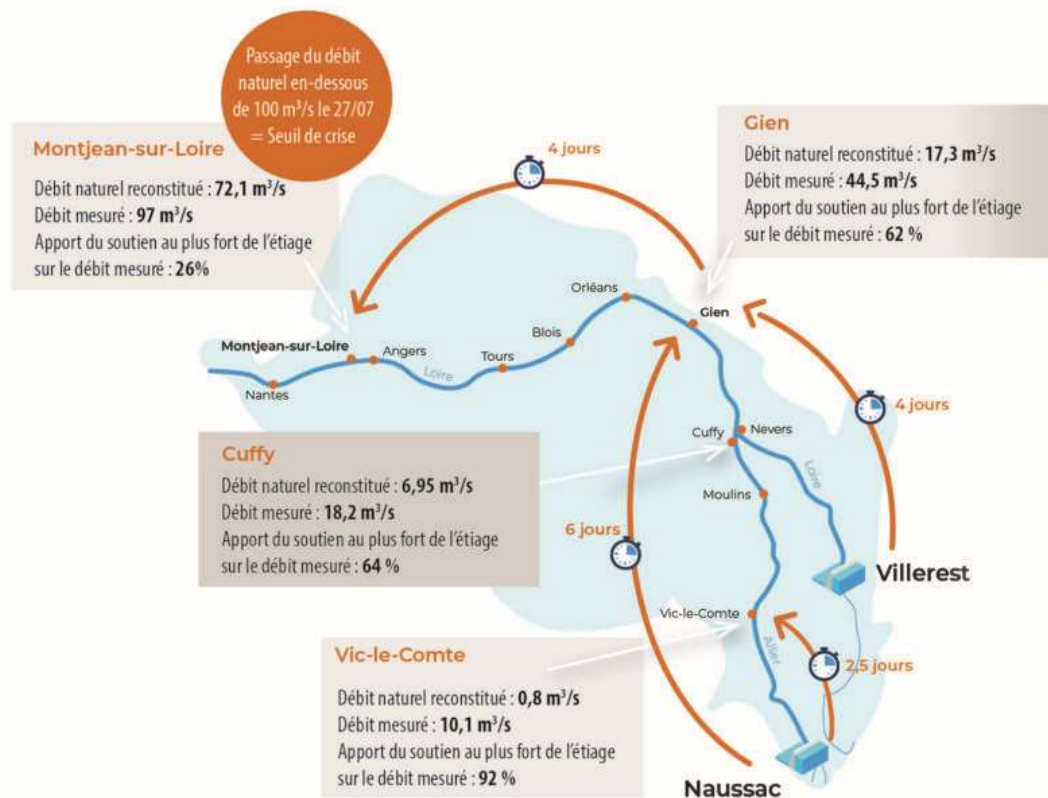 Passage du débit
naturel en-dessous
de 100 m³/s le 27/07
= Seuil de crise
Montjean-sur-Loire
Débit naturel reconstitué : 72,1 m³/s
Débit mesuré : 97 m³/s
Apport du soutien au plus fort de l'étiage
sur le débit mesuré : 26%
4 jours
Gien
Débit naturel reconstitué : 17,3 m³/s
Débit mesuré : 44,5 m³/s
Apport du soutien au plus fort de l'étiage
sur le débit mesuré : 62 %
Orléans
Gien
Blois
Montjean-sur-Loire
Angers
Tours
Loire
Nantes
4 jours
Cuffy
Nevers
Loire
Moulins
Cuffy
Débit naturel reconstitué : 6,95 m³/s
Débit mesuré : 18,2 m³/s
Apport du soutien au plus fort de l'étiage
sur le débit mesuré : 64 %
6 jours
Villerest
Vic-le-Comte
Allier
2,5 jours
Vic-le-Comte
Débit naturel reconstitué : 0,8 m³/s
Débit mesuré : 10,1 m³/s
Apport du soutien au plus fort de l'étiage
sur le débit mesuré : 92 %
Naussac